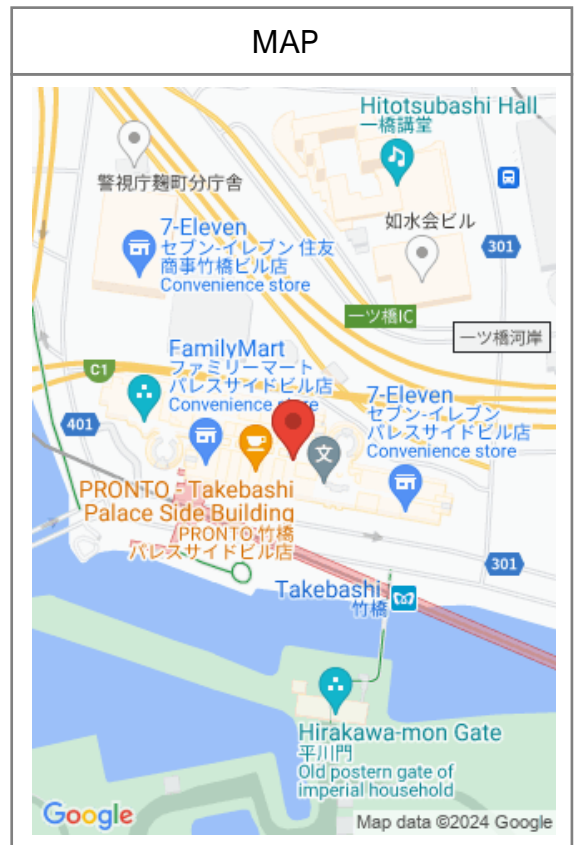 MAP
Hitotsubashi Hall
一橋講堂
警視庁麹町分庁舎
如水会ビル
7-Eleven
セブン-イレブン 住友
商事竹橋ビル店
Convenience store
301
一ツ橋IC
一ツ橋河岸
FamilyMart
ファミリーマート
パレスサイドビル店
Convenience store
C1
7-Eleven
セブン-イレブン
パレスサイドビル店
Convenience store
401
文
PRONTO - Takebashi
Palace Side Building
PRONTO 竹橋
パレスサイドビル店
301
Takebashi
竹橋
Hirakawa-mon Gate
平川門
Old postern gate of
imperial household
Google
Map data ©2024 Google